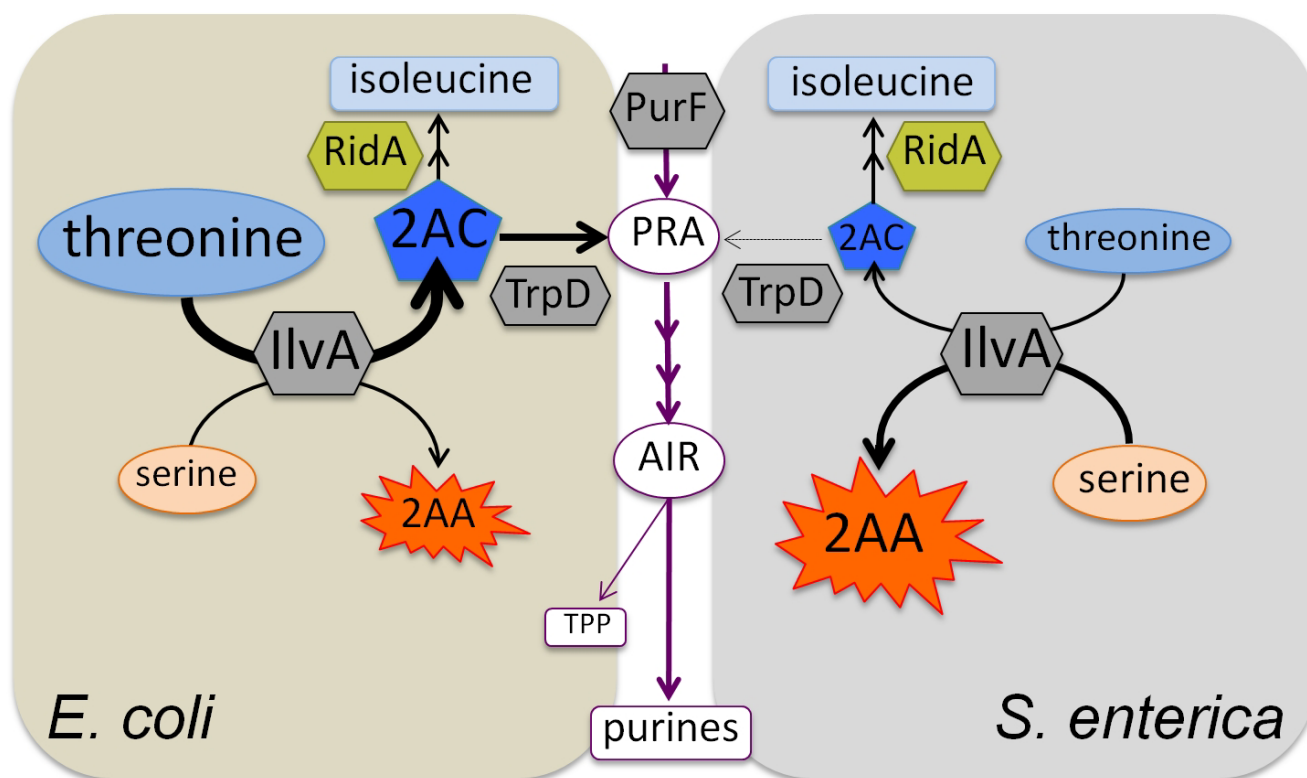 isoleucine
RidA
threonine
2AC
TrpD
IlvA
serine
2AA
E. coli
PurF
PRA
AIR
TPP
purines
isoleucine
RidA
2AC
threonine
TrpD
IlvA
2AA
serine
S. enterica